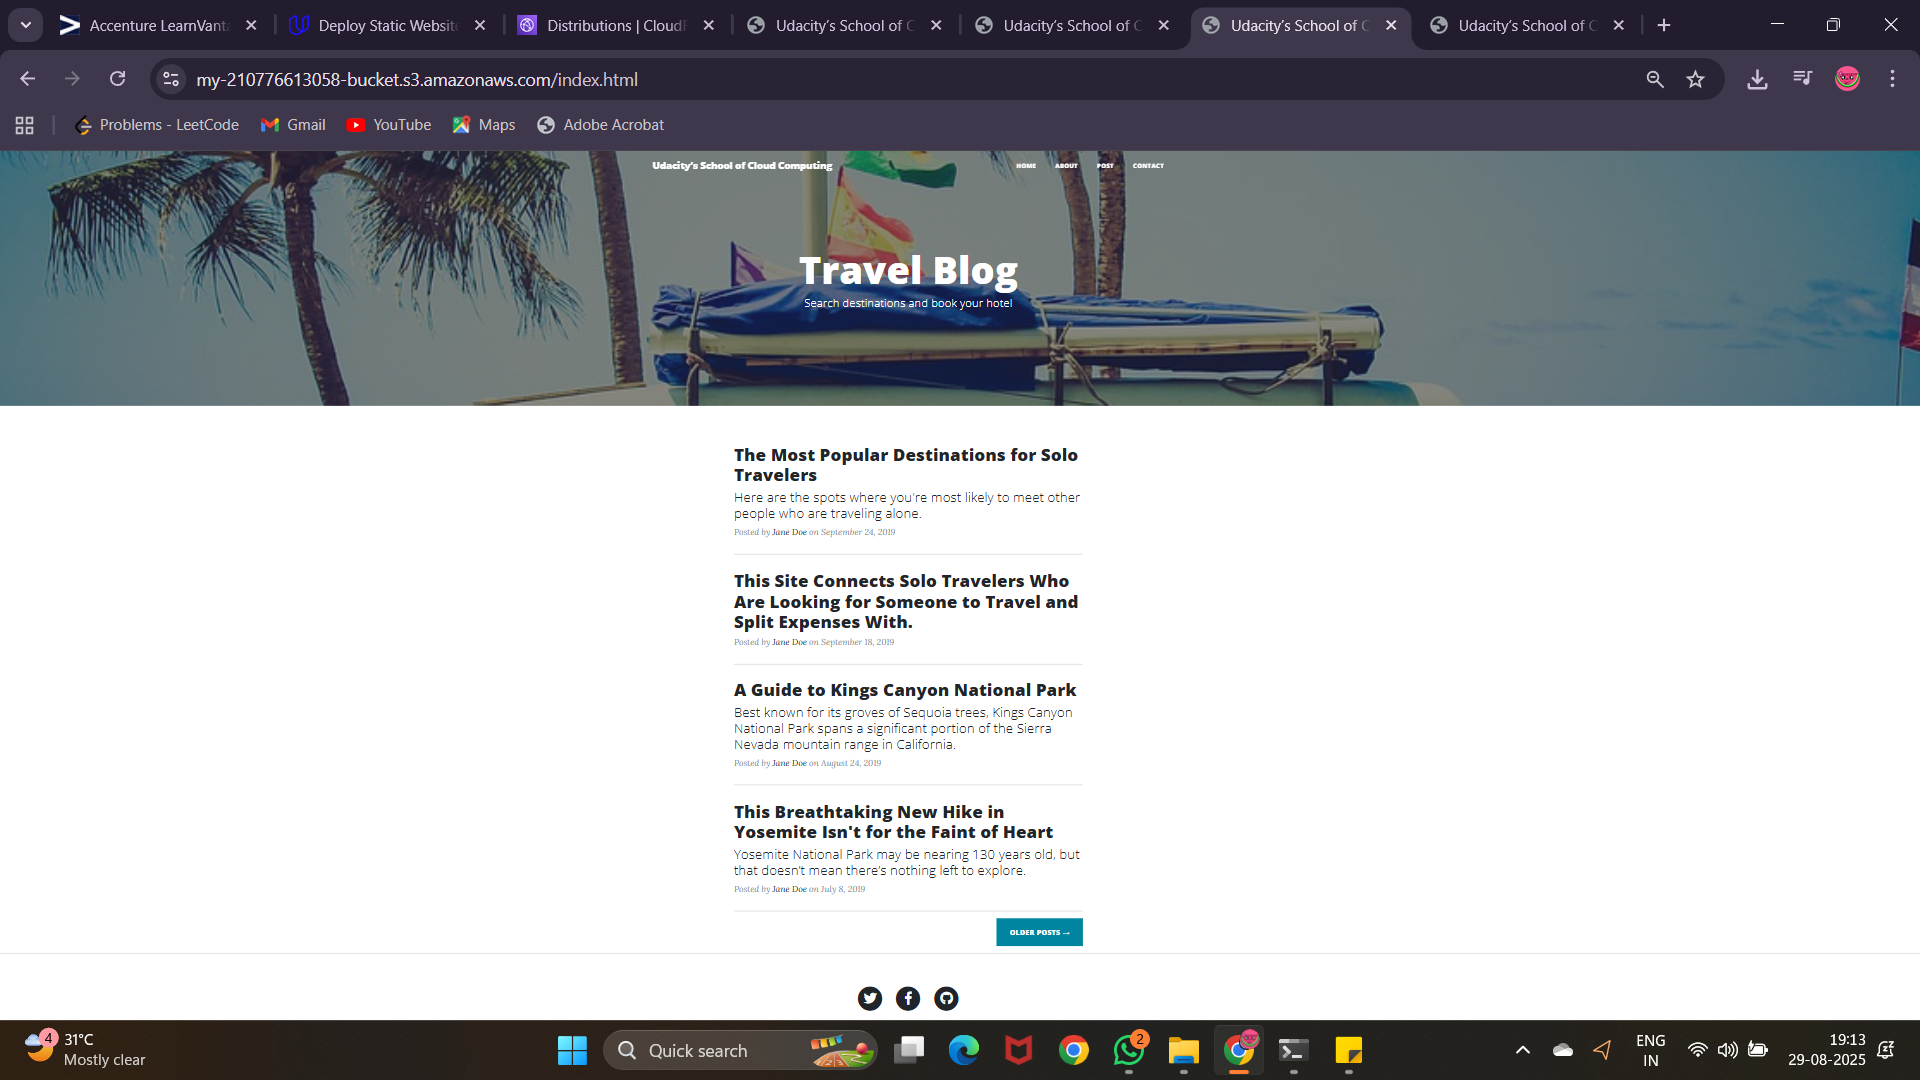 Accenture LearnVant
Deploy Static Website
Distributions | CloudF
Udacity's School of C
Udacity's School of C
Udacity's School of C
Udacity's School of C
my-210776613058-bucket.s3.amazonaws.com/index.html
Problems - LeetCode
Gmail
YouTube
Maps
Adobe Acrobat
Udacity's School of Cloud Computing
HOME
ABOUT
POST
CONTACT
Travel Blog
Search destinations and book your hotel
The Most Popular Destinations for Solo
Travelers
Here are the spots where you're most likely to meet other
people who are traveling alone.
Posted by Jane Doe on September 24, 2019
This Site Connects Solo Travelers Who
Are Looking for Someone to Travel and
Split Expenses With.
Posted by Jane Doe on September 18, 2019
A Guide to Kings Canyon National Park
Best known for its groves of Sequoia trees, Kings Canyon
National Park spans a significant portion of the Sierra
Nevada mountain range in California.
Posted by Jane Doe on August 24, 2019
This Breathtaking New Hike in
Yosemite Isn't for the Faint of Heart
Yosemite National Park may be nearing 130 years old, but
that doesn't mean there's nothing left to explore.
Posted by Jane Doe on July 8, 2019
OLDER POSTS →
4
31°C
Mostly clear
Quick search
2
ENG
IN
19:13
29-08-2025